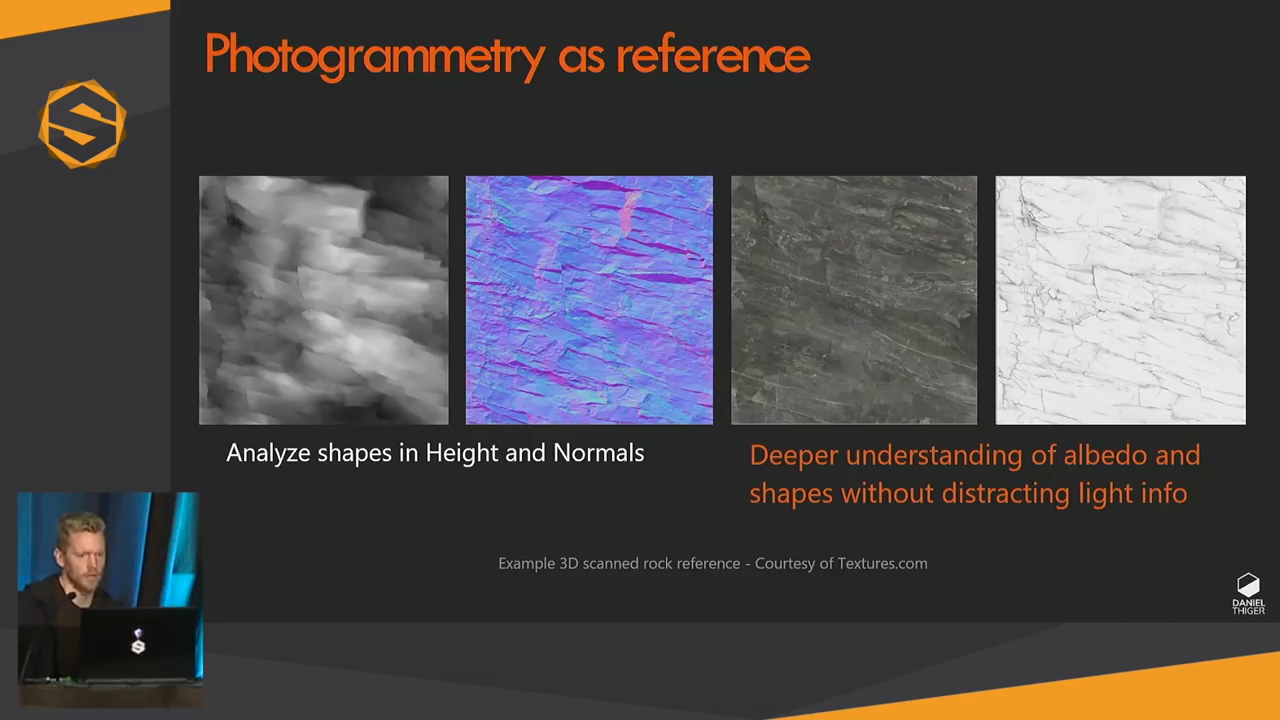 Photogrammetry as reference
Analyze shapes in Height and Normals
Deeper understanding of albedo and
shapes without distracting light info
Example 3D scanned rock reference - Courtesy of Textures.com
DANIEL
THIGER